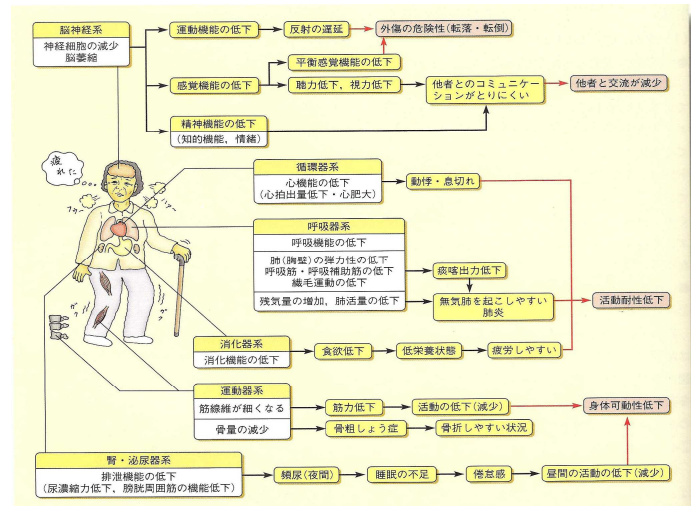 脳神経系
神経細胞の減少
脳萎縮
運動機能の低下
反射の遅延
外傷の危険性(転落・転倒)
平衡感覚機能の低下
感覚機能の低下
聴力低下，視力低下
他者とのコミュニケー
ションがとりにくい
他者と交流が減少
精神機能の低下
(知的機能，情緒)
疲
れた
フゥー
ハァー
ガク
ガク
循環器系
心機能の低下
(心拍出量低下・心肥大)
動悸・息切れ
呼吸器系
呼吸機能の低下
肺(胸壁)の弾力性の低下
呼吸筋・呼吸補助筋の低下
繊毛運動の低下
残気量の増加，肺活量の低下
痰喀出力低下
無気肺を起こしやすい
肺炎
活動耐性低下
消化器系
消化機能の低下
食欲低下
低栄養状態
疲労しやすい
運動器系
筋線維が細くなる
骨量の減少
筋力低下
活動の低下(減少)
身体可動性低下
骨粗しょう症
骨折しやすい状況
腎・泌尿器系
排泄機能の低下
(尿濃縮力低下，膀胱周囲筋の機能低下)
頻尿(夜間)
睡眠の不足
倦怠感
昼間の活動の低下(減少)